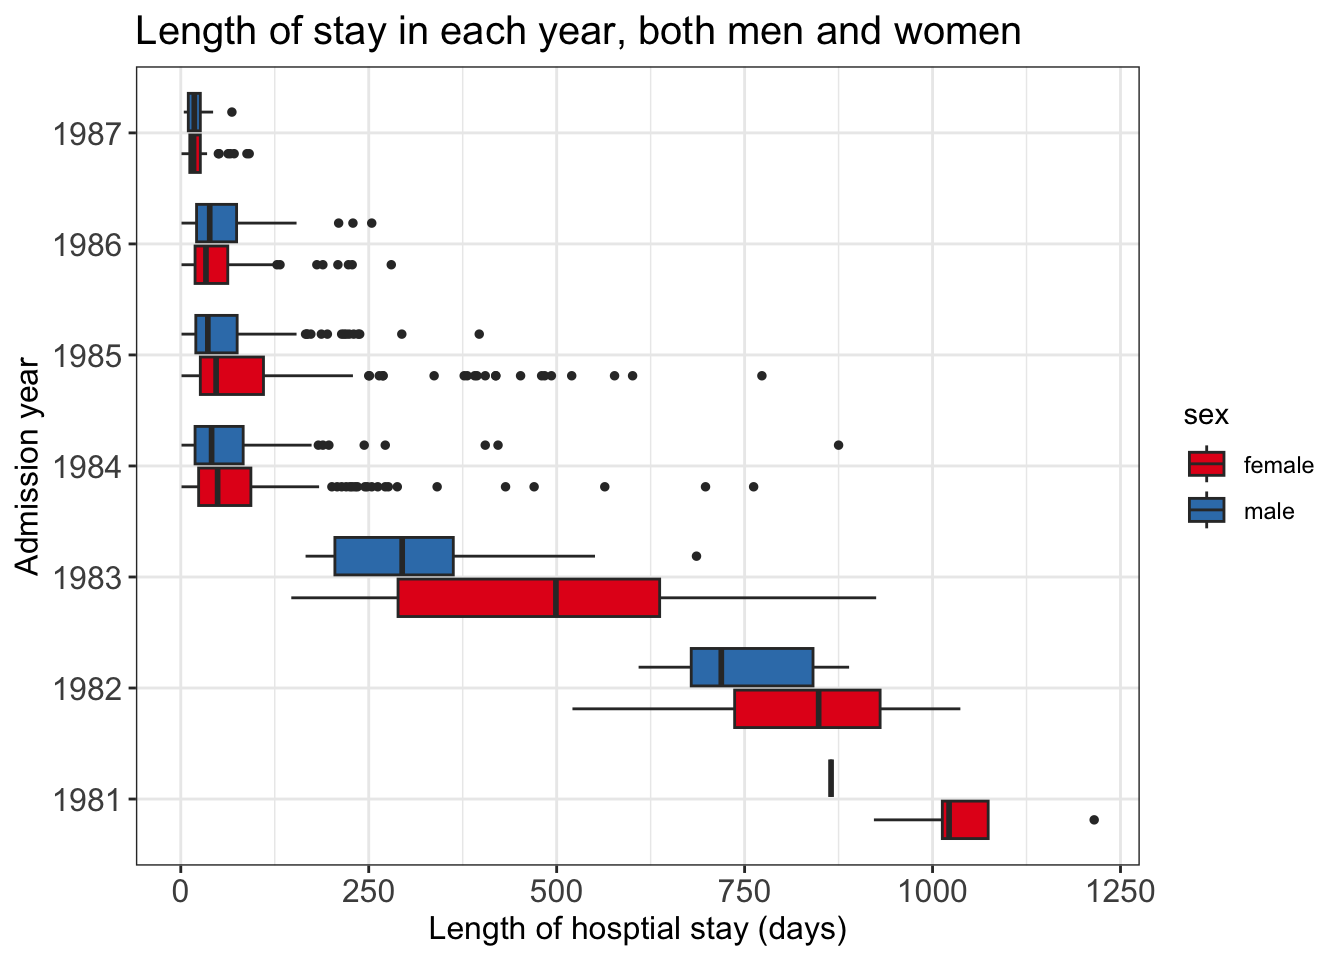 Length of stay in each year, both men and women
Admission year
1987
1986
1985
1984
1983
1982
1981
0 250 500 750 1000 1250
Length of hosptial stay (days)
sex
female
male